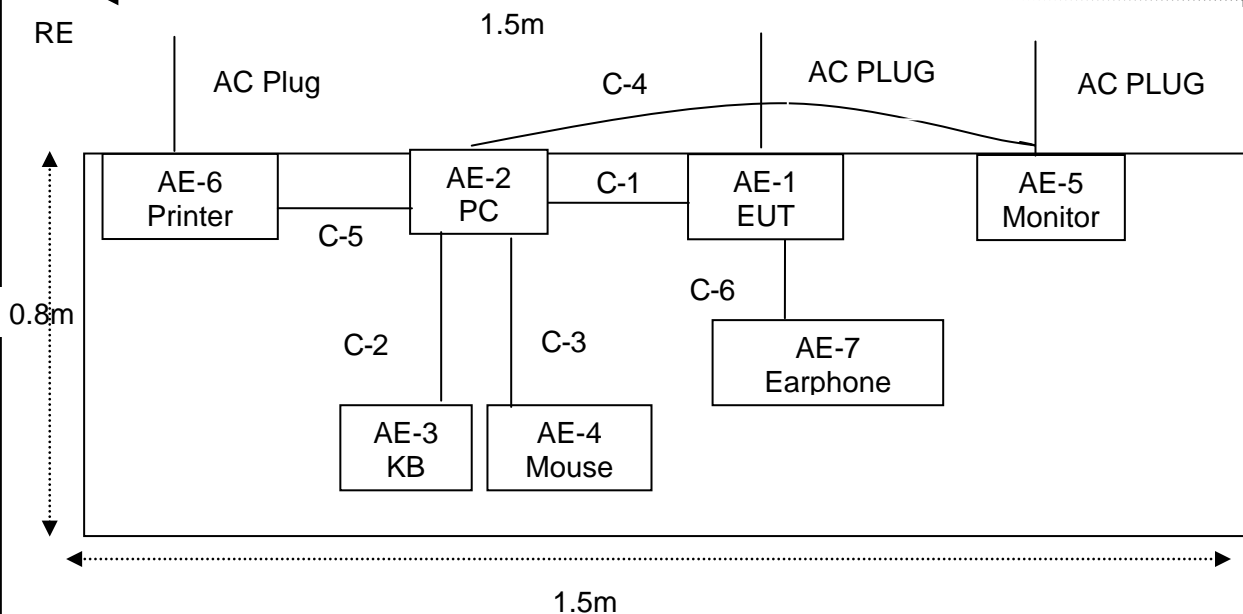 1.5m
RE
AC Plug
C-4
AC PLUG
AC PLUG
AE-6
Printer
AE-2
PC
C-1
AE-1
EUT
AE-5
Monitor
C-5
C-6
0.8m
C-2
C-3
AE-7
Earphone
AE-3
KB
AE-4
Mouse
1.5m